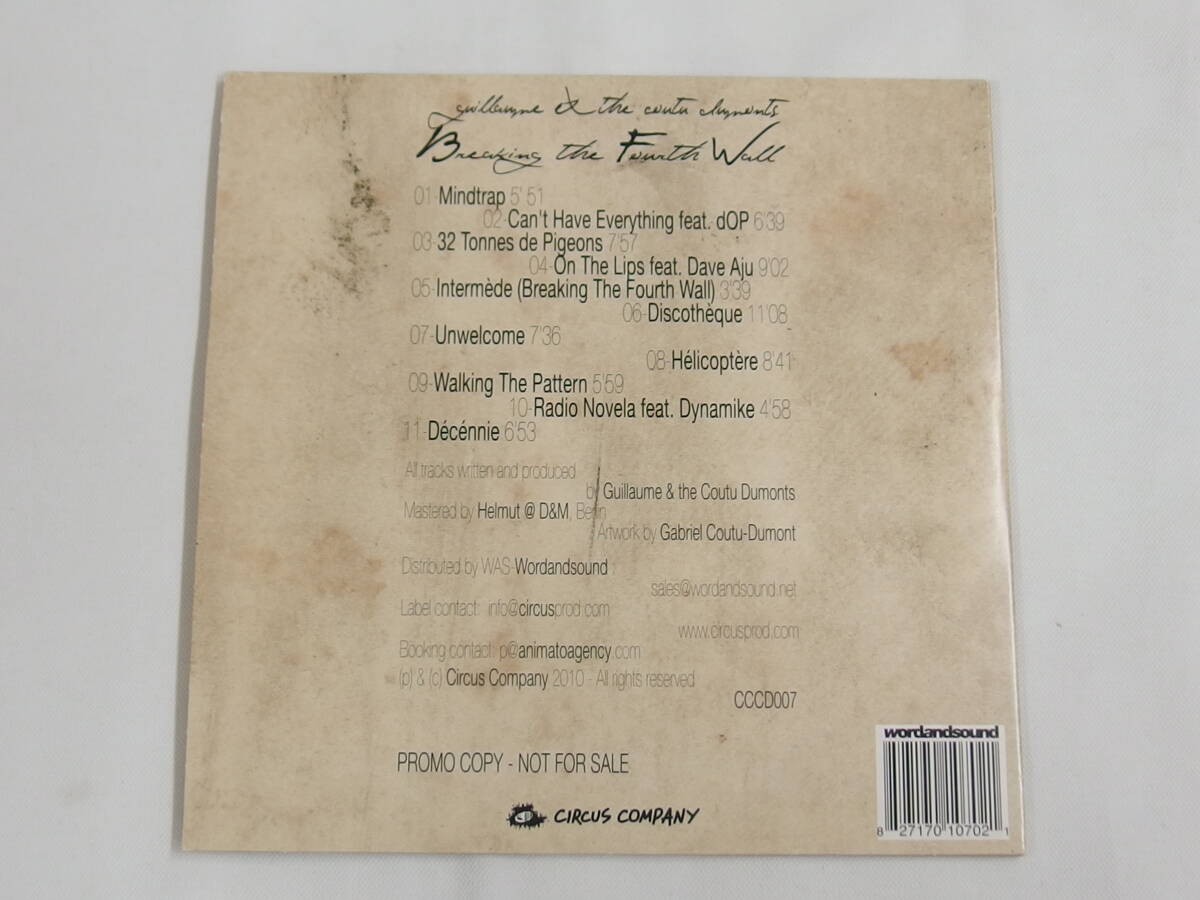 guillaume & the coutu dumonts
Breaking the Fourth Wall
01-Mindtrap 5'51
02-Can't Have Everything feat. dOP 6'39
03-32 Tonnes de Pigeons 7'57
04-On The Lips feat. Dave Aju 9'02
05-Intermède (Breaking The Fourth Wall) 3'39
06-Discothèque 11'08
07-Unwelcome 7'36
08-Hélicoptère 8'41
09-Walking The Pattern 5'59
10-Radio Novela feat. Dynamike 4'58
11-Décénnie 6'53
All tracks written and produced
by Guillaume & the Coutu Dumonts
Mastered by Helmut @ D&M, Berlin
Artwork by Gabriel Coutu-Dumont
Distributed by WAS-Wordandsound
sales@wordandsound.net
Label contact: info@circusprod.com
www.circusprod.com
Booking contact: p@animatoagency.com
(p) & (c) Circus Company 2010 - All rights reserved
CCCD007
wordandsound
PROMO COPY - NOT FOR SALE
CIRCUS COMPANY
8 27170 10702 1